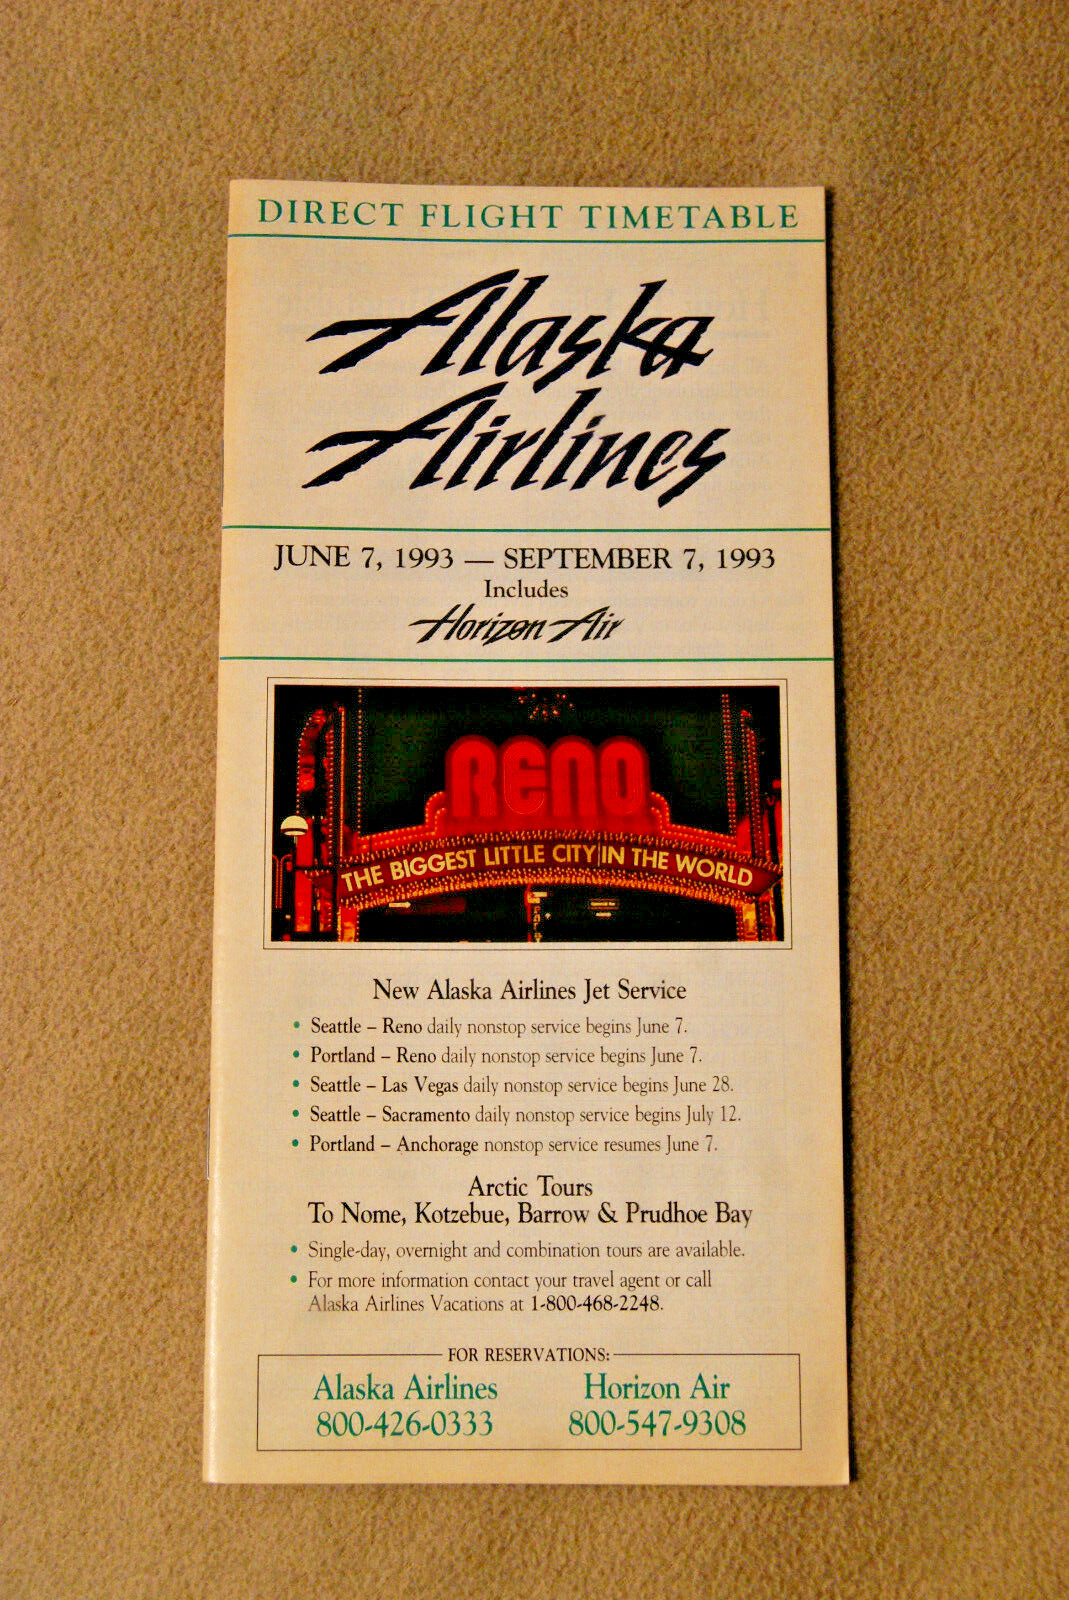 DIRECT FLIGHT TIMETABLE
Alaska
Airlines
JUNE 7, 1993 — SEPTEMBER 7, 1993
Includes
Horizon Air
RENO
THE BIGGEST LITTLE CITY IN THE WORLD
New Alaska Airlines Jet Service
• Seattle – Reno daily nonstop service begins June 7.
• Portland – Reno daily nonstop service begins June 7.
• Seattle – Las Vegas daily nonstop service begins June 28.
• Seattle – Sacramento daily nonstop service begins July 12.
• Portland – Anchorage nonstop service resumes June 7.
Arctic Tours
To Nome, Kotzebue, Barrow & Prudhoe Bay
• Single-day, overnight and combination tours are available.
• For more information contact your travel agent or call
Alaska Airlines Vacations at 1-800-468-2248.
FOR RESERVATIONS:
Alaska Airlines Horizon Air
800-426-0333 800-547-9308